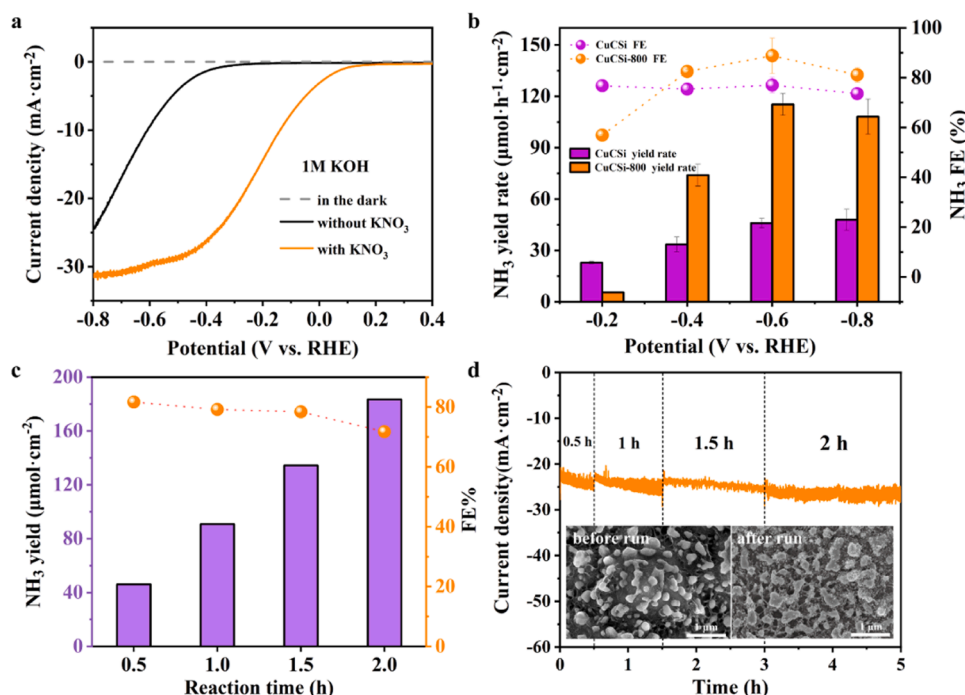 a
Current dencity (mA·cm⁻²)
0
-10
-20
-30
1M KOH
in the dark
without KNO₃
with KNO₃
-0.8 -0.6 -0.4 -0.2 0.0 0.2 0.4
Potential (V vs. RHE)
b
NH₃ yield rate (μmol·h⁻¹·cm⁻²)
150
120
90
60
30
0
CuCSi FE
CuCSi-800 FE
CuCSi yield rate
CuCSi-800 yield rate
100
80
60
40
20
0
NH₃ FE (%)
-0.2 -0.4 -0.6 -0.8
Potential (V vs. RHE)
c
NH₃ yield (μmol·cm⁻²)
200
180
160
120
80
40
0
80
60
40
20
0
FE%
0.5 1.0 1.5 2.0
Reaction time (h)
d
Current density(mA·cm⁻²)
0
-10
-20
-30
-40
-50
-60
0.5 h
1 h
1.5 h
2 h
before run
1 μm
after run
1 μm
0 1 2 3 4 5
Time (h)